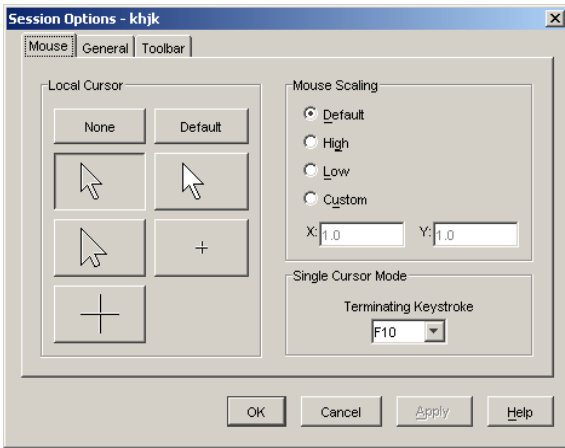 Session Options - khjk
Mouse General Toolbar
Local Cursor
None Default
Mouse Scaling
Default
High
Low
Custom
X: 1.0 Y: 1.0
Single Cursor Mode
Terminating Keystroke
F10
OK Cancel Apply Help